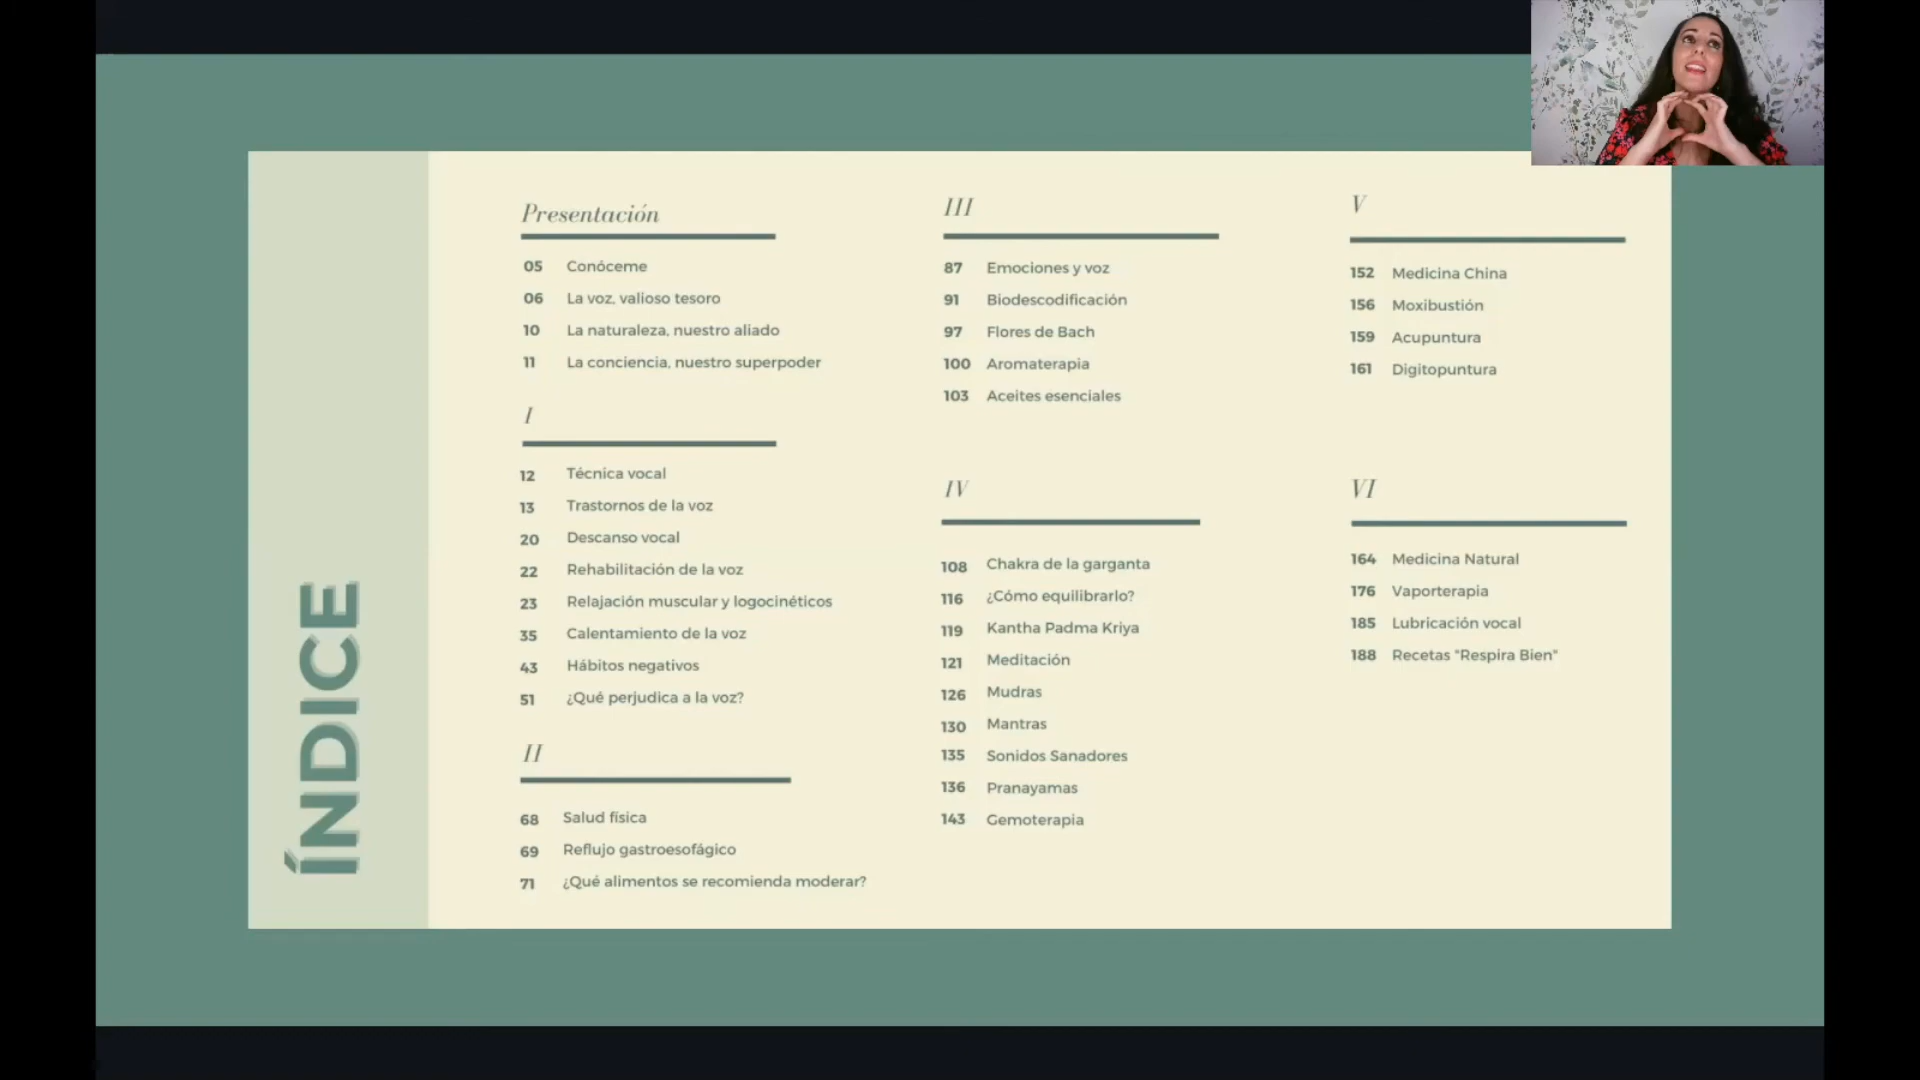 ÍNDICE
Presentación
05 Conóceme
06 La voz, valioso tesoro
10 La naturaleza, nuestro aliado
11 La conciencia, nuestro superpoder
I
12 Técnica vocal
13 Trastornos de la voz
20 Descanso vocal
22 Rehabilitación de la voz
23 Relajación muscular y logocinéticos
35 Calentamiento de la voz
43 Hábitos negativos
51 ¿Qué perjudica a la voz?
II
68 Salud física
69 Reflujo gastroesofágico
71 ¿Qué alimentos se recomienda moderar?
III
87 Emociones y voz
91 Biodescodificación
97 Flores de Bach
100 Aromaterapia
103 Aceites esenciales
IV
108 Chakra de la garganta
116 ¿Cómo equilibrarlo?
119 Kantha Padma Kriya
121 Meditación
126 Mudras
130 Mantras
135 Sonidos Sanadores
136 Pranayamas
143 Gemoterapia
V
152 Medicina China
156 Moxibustión
159 Acupuntura
161 Digitopuntura
VI
164 Medicina Natural
176 Vaporterapia
185 Lubricación vocal
188 Recetas "Respira Bien"